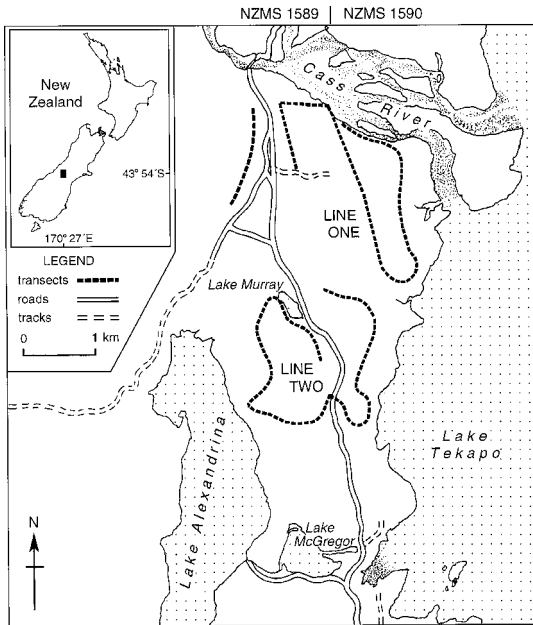 NZMS 1589 | NZMS 1590
New
Zealand
43° 54´S
170° 27´E
LEGEND
transects
roads
tracks
0 1 km
Cass
River
LINE
ONE
Lake Murray
LINE
TWO
Lake Alexandrina
Lake
Tekapo
Lake
McGregor
N